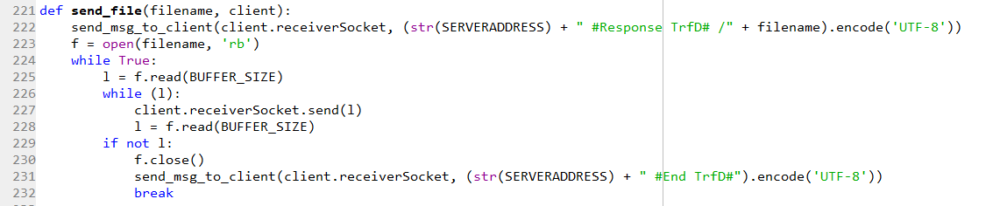 221 def send_file(filename, client):
222     send_msg_to_client(client.receiverSocket, (str(SERVERADDRESS) + " #Response TrfD# /" + filename).encode('UTF-8'))
223     f = open(filename, 'rb')
224     while True:
225         l = f.read(BUFFER_SIZE)
226         while (l):
227             client.receiverSocket.send(l)
228             l = f.read(BUFFER_SIZE)
229         if not l:
230             f.close()
231             send_msg_to_client(client.receiverSocket, (str(SERVERADDRESS) + " #End TrfD#").encode('UTF-8'))
232             break